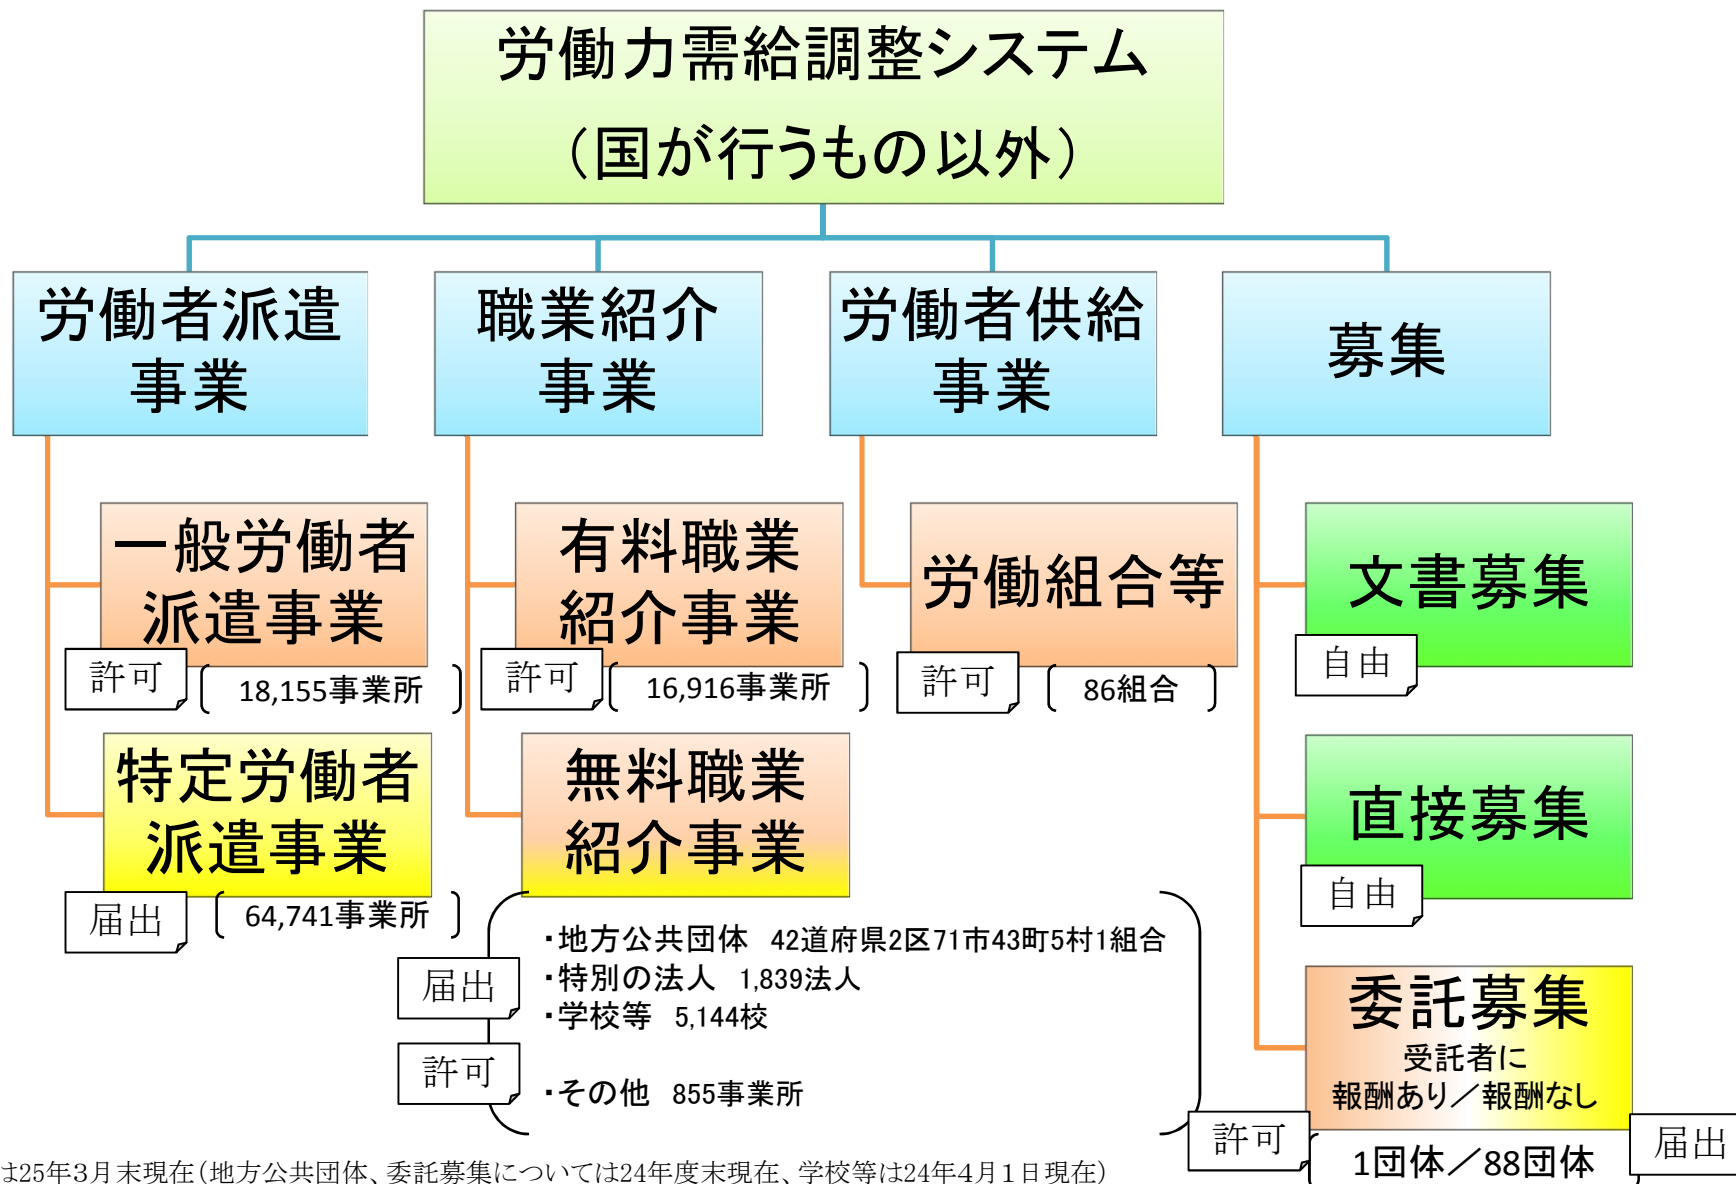 労働力需給調整システム
（国が行うもの以外）
労働者派遣
事業
職業紹介
事業
労働者供給
事業
募集
一般労働者
派遣事業
許可
18,155事業所
特定労働者
派遣事業
届出
64,741事業所
有料職業
紹介事業
許可
16,916事業所
無料職業
紹介事業
届出
・地方公共団体 42道府県2区71市43町5村1組合
・特別の法人 1,839法人
・学校等 5,144校
許可
・その他 855事業所
労働組合等
許可
86組合
文書募集
自由
直接募集
自由
委託募集
受託者に
報酬あり／報酬なし
許可
1団体／88団体
届出
は25年3月末現在（地方公共団体、委託募集については24年度末現在、学校等は24年4月1日現在）